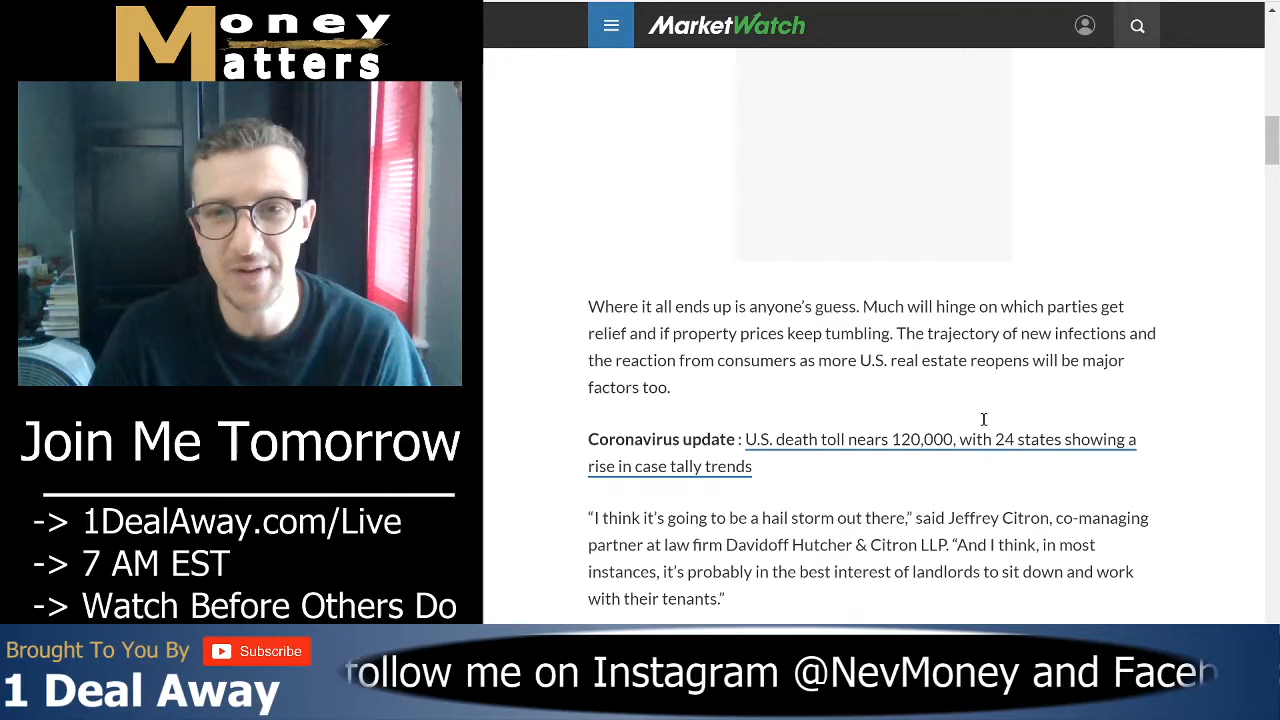 Money
Matters
MarketWatch
Where it all ends up is anyone’s guess. Much will hinge on which parties get
relief and if property prices keep tumbling. The trajectory of new infections and
the reaction from consumers as more U.S. real estate reopens will be major
factors too.
Coronavirus update : U.S. death toll nears 120,000, with 24 states showing a
rise in case tally trends
“I think it’s going to be a hail storm out there,” said Jeffrey Citron, co-managing
partner at law firm Davidoff Hutcher & Citron LLP. “And I think, in most
instances, it’s probably in the best interest of landlords to sit down and work
with their tenants.”
Join Me Tomorrow
-> 1DealAway.com/Live
-> 7 AM EST
-> Watch Before Others Do
Brought To You By
Subscribe
1 Deal Away
follow me on Instagram @NevMoney and Faceb